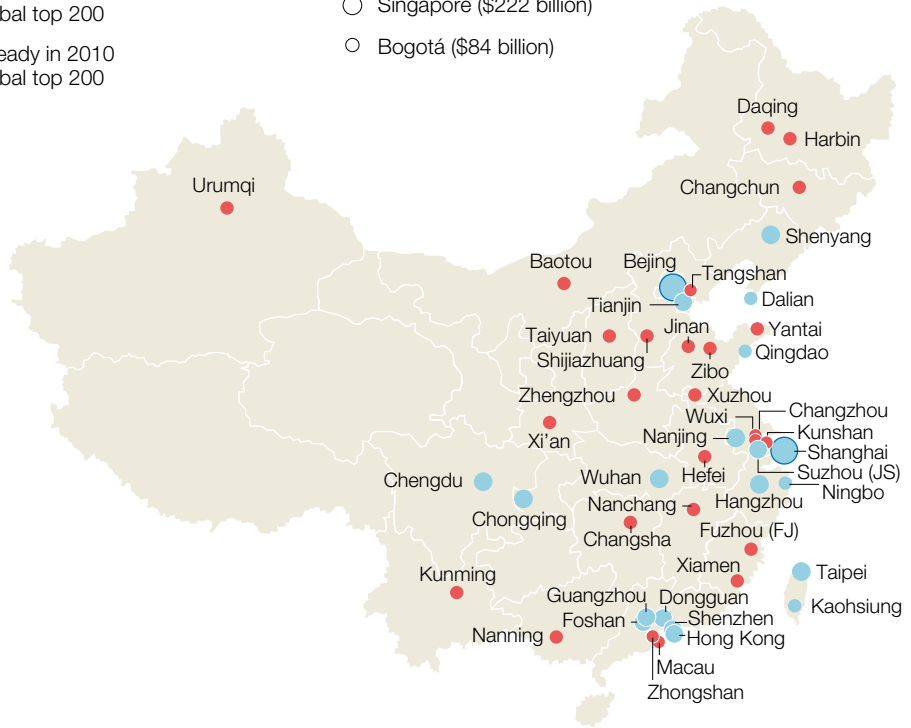 bal top 200
eady in 2010
bal top 200
Singapore ($222 billion)
Bogotá ($84 billion)
Daqing
Harbin
Urumqi
Changchun
Shenyang
Baotou
Bejing
Tangshan
Tianjin
Dalian
Taiyuan
Jinan
Yantai
Shijiazhuang
Qingdao
Zibo
Zhengzhou
Xuzhou
Wuxi
Changzhou
Xi'an
Nanjing
Kunshan
Shanghai
Chengdu
Wuhan
Hefei
Suzhou (JS)
Hangzhou
Ningbo
Chongqing
Nanchang
Changsha
Fuzhou (FJ)
Kunming
Xiamen
Taipei
Guangzhou
Dongguan
Kaohsiung
Foshan
Shenzhen
Nanning
Hong Kong
Macau
Zhongshan